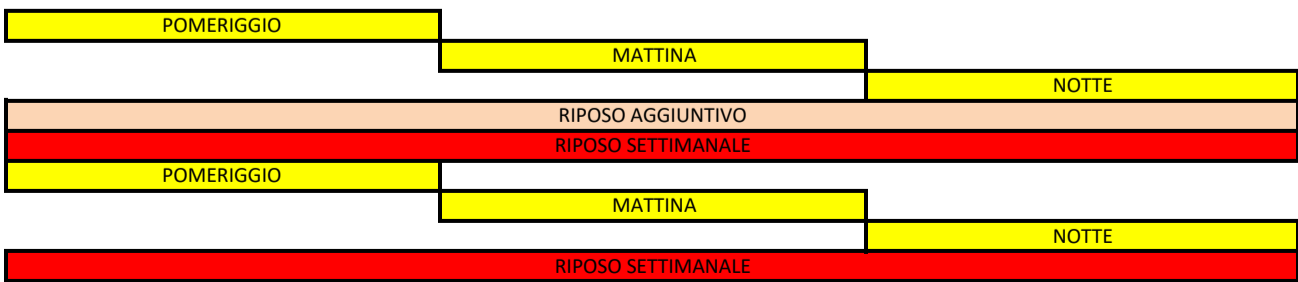 POMERIGGIO
MATTINA
NOTTE
RIPOSO AGGIUNTIVO
RIPOSO SETTIMANALE
POMERIGGIO
MATTINA
NOTTE
RIPOSO SETTIMANALE